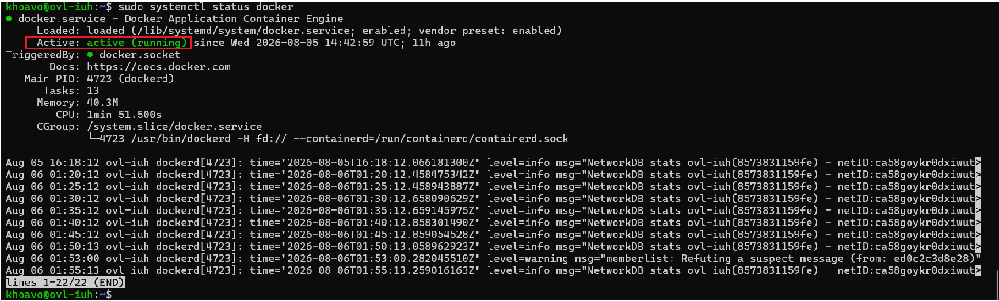 khoavo@ovl-iuh:~$ sudo systemctl status docker
● docker.service - Docker Application Container Engine
Loaded: loaded (/lib/systemd/system/docker.service; enabled; vendor preset: enabled)
Active: active (running) since Wed 2026-08-05 14:42:59 UTC; 11h ago
TriggeredBy: ● docker.socket
Docs: https://docs.docker.com
Main PID: 4723 (dockerd)
Tasks: 13
Memory: 40.3M
CPU: 1min 51.500s
CGroup: /system.slice/docker.service
└─4723 /usr/bin/dockerd -H fd:// --containerd=/run/containerd/containerd.sock
Aug 05 16:18:12 ovl-iuh dockerd[4723]: time="2026-08-05T16:18:12.066181300Z" level=info msg="NetworkDB stats ovl-iuh(8573831159fe) - netID:ca58goykr0dxiwut>
Aug 06 01:20:12 ovl-iuh dockerd[4723]: time="2026-08-06T01:20:12.458475342Z" level=info msg="NetworkDB stats ovl-iuh(8573831159fe) - netID:ca58goykr0dxiwut>
Aug 06 01:25:12 ovl-iuh dockerd[4723]: time="2026-08-06T01:25:12.458943887Z" level=info msg="NetworkDB stats ovl-iuh(8573831159fe) - netID:ca58goykr0dxiwut>
Aug 06 01:30:12 ovl-iuh dockerd[4723]: time="2026-08-06T01:30:12.658090629Z" level=info msg="NetworkDB stats ovl-iuh(8573831159fe) - netID:ca58goykr0dxiwut>
Aug 06 01:35:12 ovl-iuh dockerd[4723]: time="2026-08-06T01:35:12.659145975Z" level=info msg="NetworkDB stats ovl-iuh(8573831159fe) - netID:ca58goykr0dxiwut>
Aug 06 01:40:12 ovl-iuh dockerd[4723]: time="2026-08-06T01:40:12.858301490Z" level=info msg="NetworkDB stats ovl-iuh(8573831159fe) - netID:ca58goykr0dxiwut>
Aug 06 01:45:12 ovl-iuh dockerd[4723]: time="2026-08-06T01:45:12.859054528Z" level=info msg="NetworkDB stats ovl-iuh(8573831159fe) - netID:ca58goykr0dxiwut>
Aug 06 01:50:13 ovl-iuh dockerd[4723]: time="2026-08-06T01:50:13.058962923Z" level=info msg="NetworkDB stats ovl-iuh(8573831159fe) - netID:ca58goykr0dxiwut>
Aug 06 01:53:00 ovl-iuh dockerd[4723]: time="2026-08-06T01:53:00.282045510Z" level=warning msg="memberlist: Refuting a suspect message (from: ed0c2c3d8e28)"
Aug 06 01:55:13 ovl-iuh dockerd[4723]: time="2026-08-06T01:55:13.259016163Z" level=info msg="NetworkDB stats ovl-iuh(8573831159fe) - netID:ca58goykr0dxiwut>
lines 1-22/22 (END)
khoavo@ovl-iuh:~$